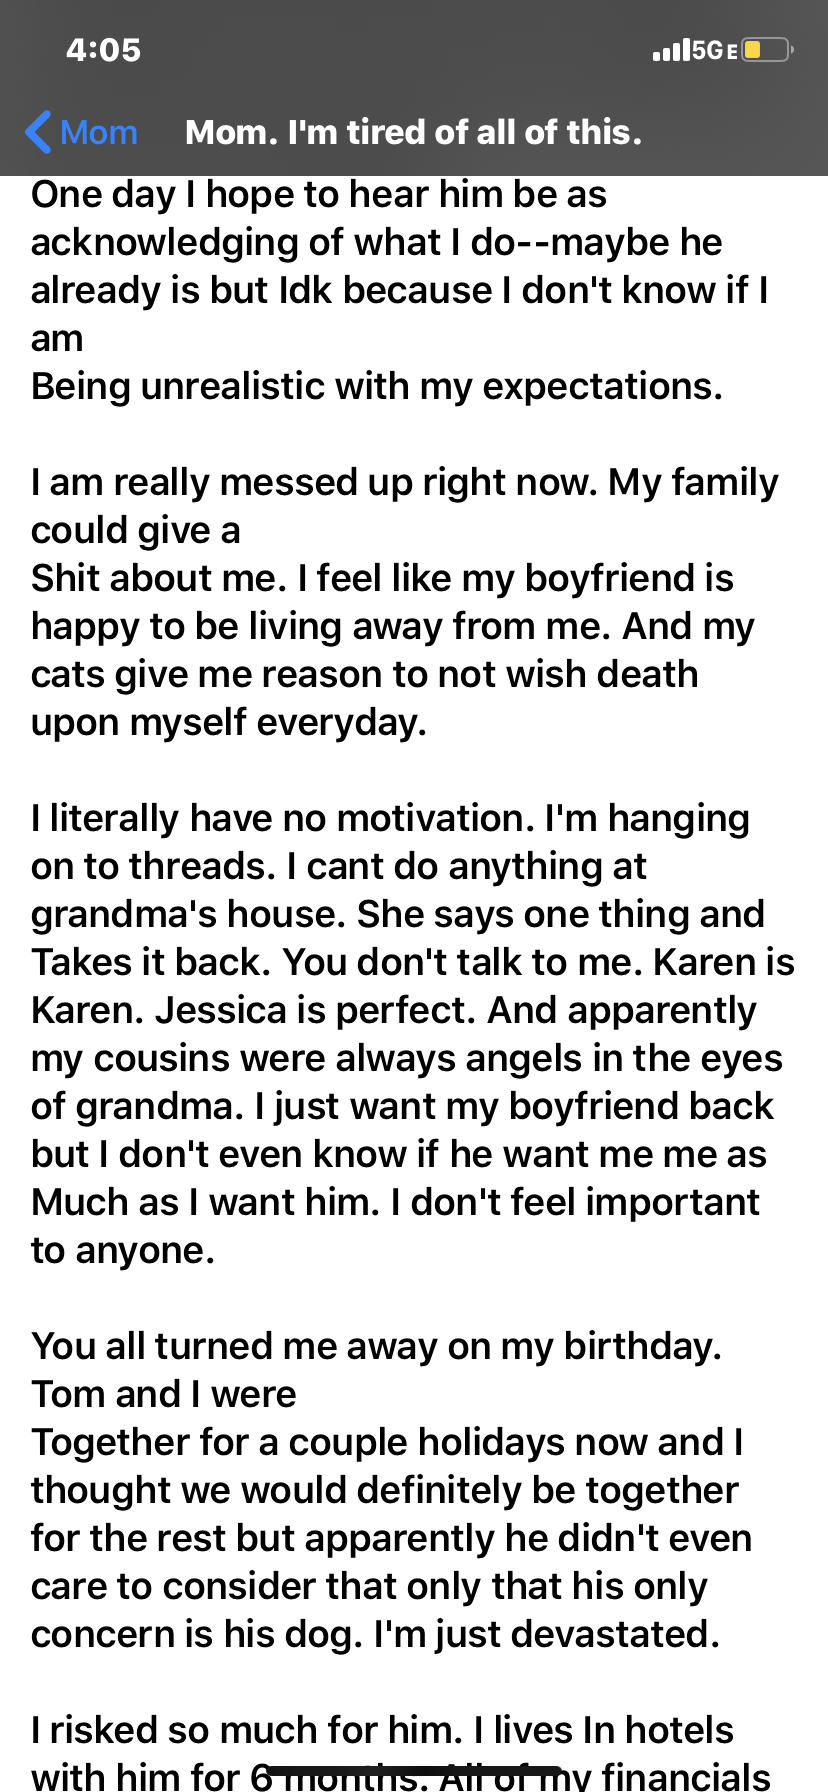 4:05
5GE
Mom
Mom. I'm tired of all of this.
One day I hope to hear him be as
acknowledging of what I do--maybe he
already is but Idk because I don't know if I
am
Being unrealistic with my expectations.
I am really messed up right now. My family
could give a
Shit about me. I feel like my boyfriend is
happy to be living away from me. And my
cats give me reason to not wish death
upon myself everyday.
I literally have no motivation. I'm hanging
on to threads. I cant do anything at
grandma's house. She says one thing and
Takes it back. You don't talk to me. Karen is
Karen. Jessica is perfect. And apparently
my cousins were always angels in the eyes
of grandma. I just want my boyfriend back
but I don't even know if he want me me as
Much as I want him. I don't feel important
to anyone.
You all turned me away on my birthday.
Tom and I were
Together for a couple holidays now and I
thought we would definitely be together
for the rest but apparently he didn't even
care to consider that only that his only
concern is his dog. I'm just devastated.
I risked so much for him. I lives In hotels
with him for 6 months. All of my financials